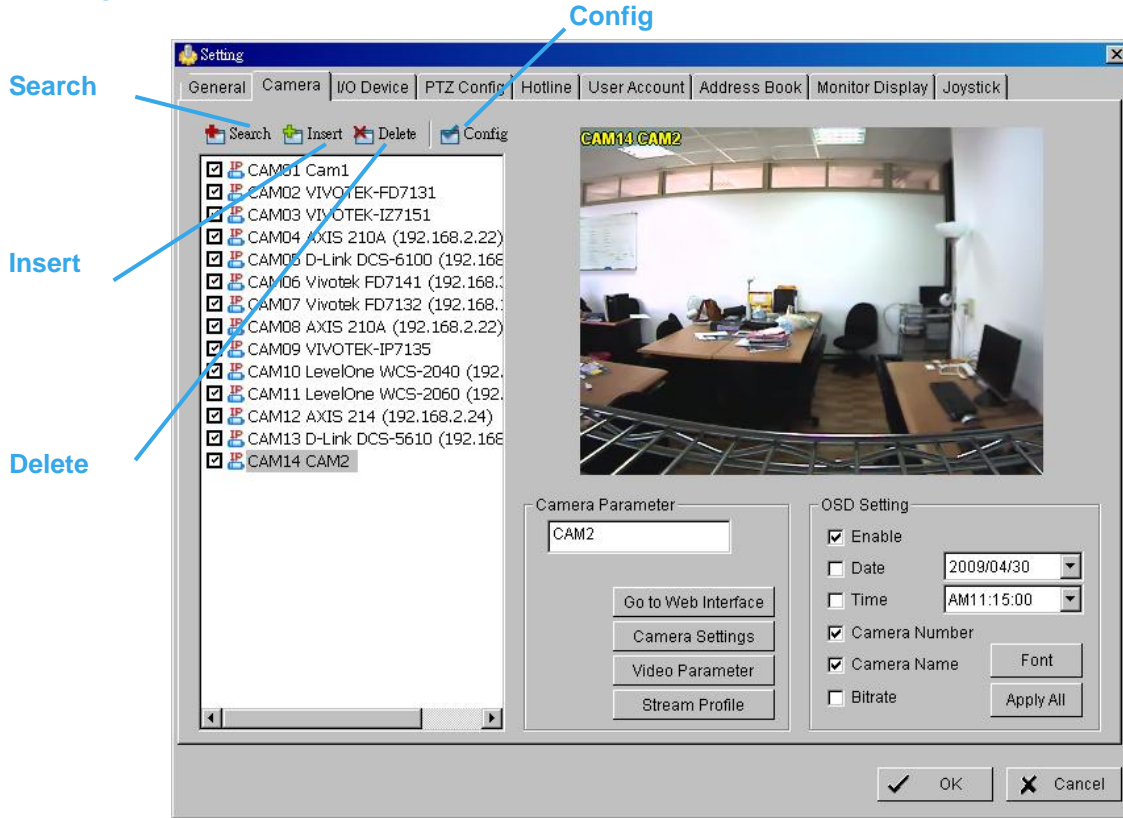 Config
Setting
Search
General Camera I/O Device PTZ Config Hotline User Account Address Book Monitor Display Joystick
Search Insert Delete Config
CAM14 CAM2
CAM01 Cam1
CAM02 VIVOTEK-FD7131
CAM03 VIVOTEK-IZ7151
CAM04 AXIS 210A (192.168.2.22)
Insert
CAM05 D-Link DCS-6100 (192.168
CAM06 Vivotek FD7141 (192.168.
CAM07 Vivotek FD7132 (192.168.
CAM08 AXIS 210A (192.168.2.22)
CAM09 VIVOTEK-IP7135
CAM10 LevelOne WCS-2040 (192.
CAM11 LevelOne WCS-2060 (192.
CAM12 AXIS 214 (192.168.2.24)
CAM13 D-Link DCS-5610 (192.168
Delete
CAM14 CAM2
Camera Parameter
CAM2
Go to Web Interface
Camera Settings
Video Parameter
Stream Profile
OSD Setting
Enable
Date 2009/04/30
Time AM11:15:00
Camera Number
Camera Name Font
Bitrate Apply All
OK Cancel